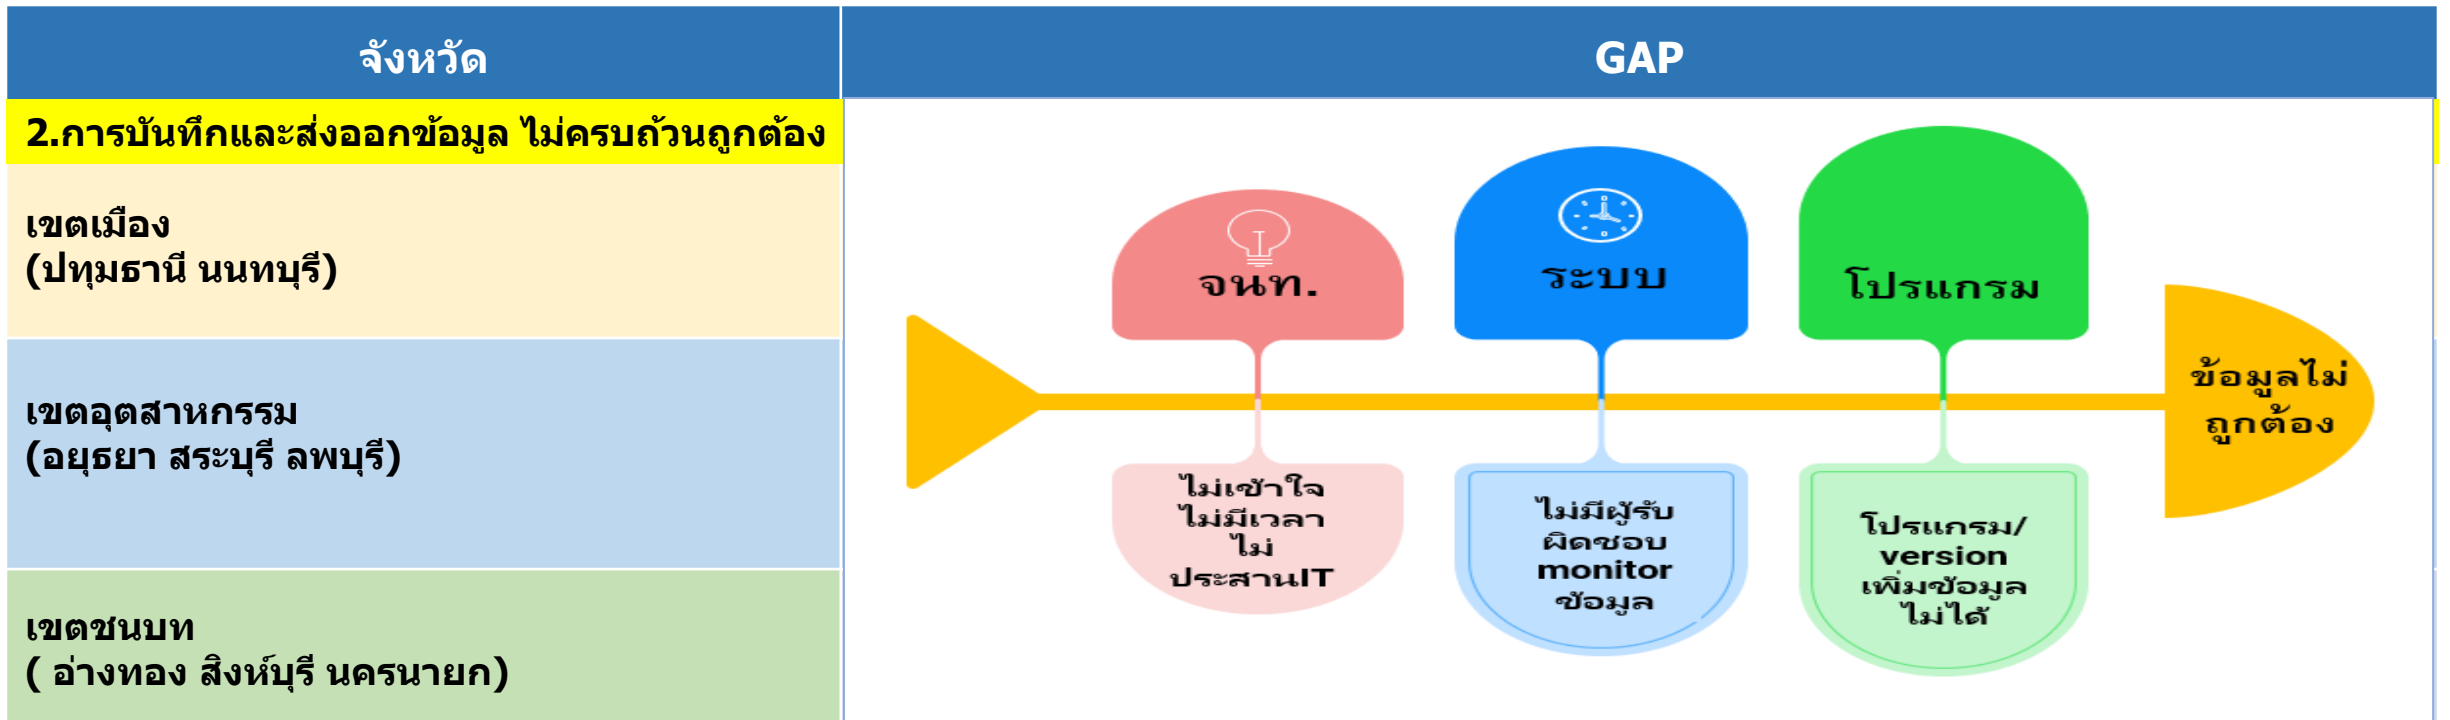 จังหวัด
GAP
2.การบันทึกและส่งออกข้อมูล ไม่ครบถ้วนถูกต้อง
เขตเมือง
(ปทุมธานี นนทบุรี)
เขตอุตสาหกรรม
(อยุธยา สระบุรี ลพบุรี)
เขตชนบท
( อ่างทอง สิงห์บุรี นครนายก)
จนท.
ระบบ
โปรแกรม
ไม่เข้าใจ
ไม่มีเวลา
ไม่
ประสานIT
ไม่มีผู้รับ
ผิดชอบ
monitor
ข้อมูล
โปรแกรม/
version
เพิ่มข้อมูล
ไม่ได้
ข้อมูลไม่
ถูกต้อง